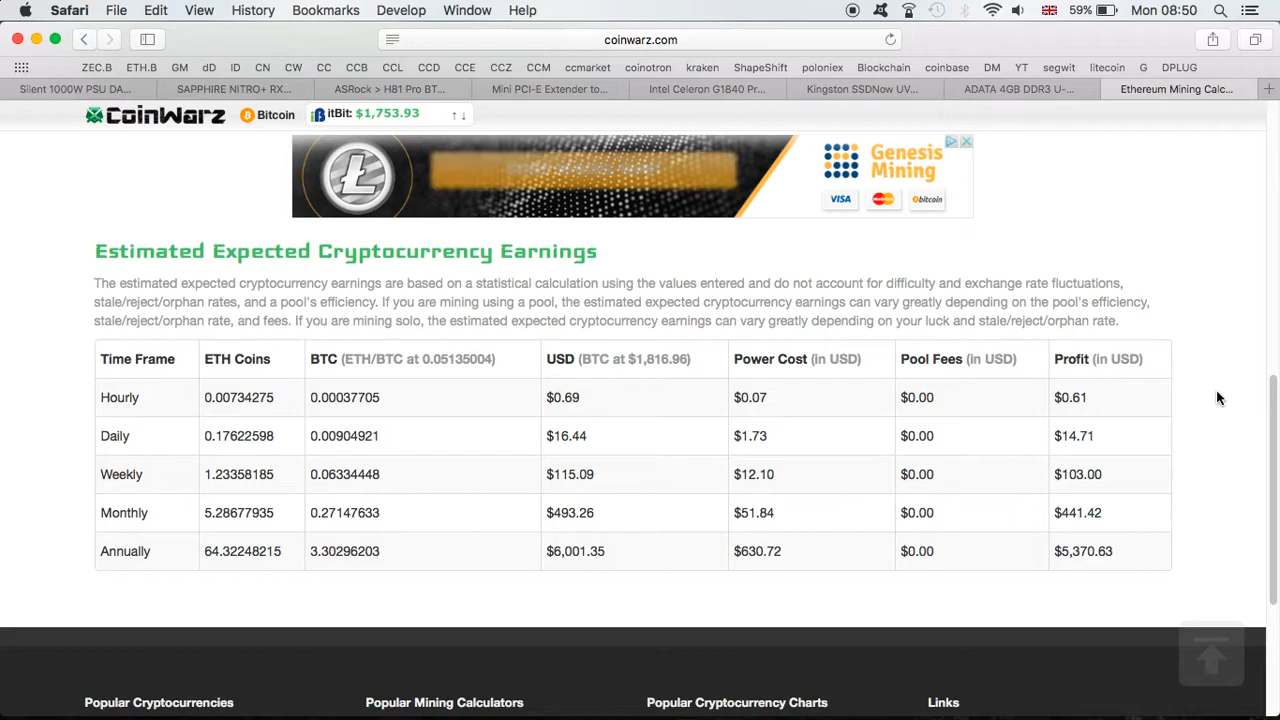 Safari File Edit View History Bookmarks Develop Window Help 59% Mon 08:50
coinwarz.com
ZEC.B ETH.B GM dD ID CN CW CC CCB CCL CCD CCE CCZ CCM ccmarket coinotron kraken ShapeShift poloniex Blockchain coinbase DM YT segwit litecoin G DPLUG
Silent 1000W PSU DA... SAPPHIRE NITRO+ RX... ASRock > H81 Pro BT... Mini PCI-E Extender to... Intel Celeron G1840 Pr... Kingston SSDNow UV... ADATA 4GB DDR3 U-... Ethereum Mining Calc...
CoinWarz Bitcoin itBit: $1,753.93 ↑ ↓
Genesis
Mining
VISA MasterCard bitcoin
Estimated Expected Cryptocurrency Earnings
The estimated expected cryptocurrency earnings are based on a statistical calculation using the values entered and do not account for difficulty and exchange rate fluctuations,
stale/reject/orphan rates, and a pool's efficiency. If you are mining using a pool, the estimated expected cryptocurrency earnings can vary greatly depending on the pool's efficiency,
stale/reject/orphan rate, and fees. If you are mining solo, the estimated expected cryptocurrency earnings can vary greatly depending on your luck and stale/reject/orphan rate.
Time Frame ETH Coins BTC (ETH/BTC at 0.05135004) USD (BTC at $1,816.96) Power Cost (in USD) Pool Fees (in USD) Profit (in USD)
Hourly 0.00734275 0.00037705 $0.69 $0.07 $0.00 $0.61
Daily 0.17622598 0.00904921 $16.44 $1.73 $0.00 $14.71
Weekly 1.23358185 0.06334448 $115.09 $12.10 $0.00 $103.00
Monthly 5.28677935 0.27147633 $493.26 $51.84 $0.00 $441.42
Annually 64.32248215 3.30296203 $6,001.35 $630.72 $0.00 $5,370.63
Popular Cryptocurrencies Popular Mining Calculators Popular Cryptocurrency Charts Links